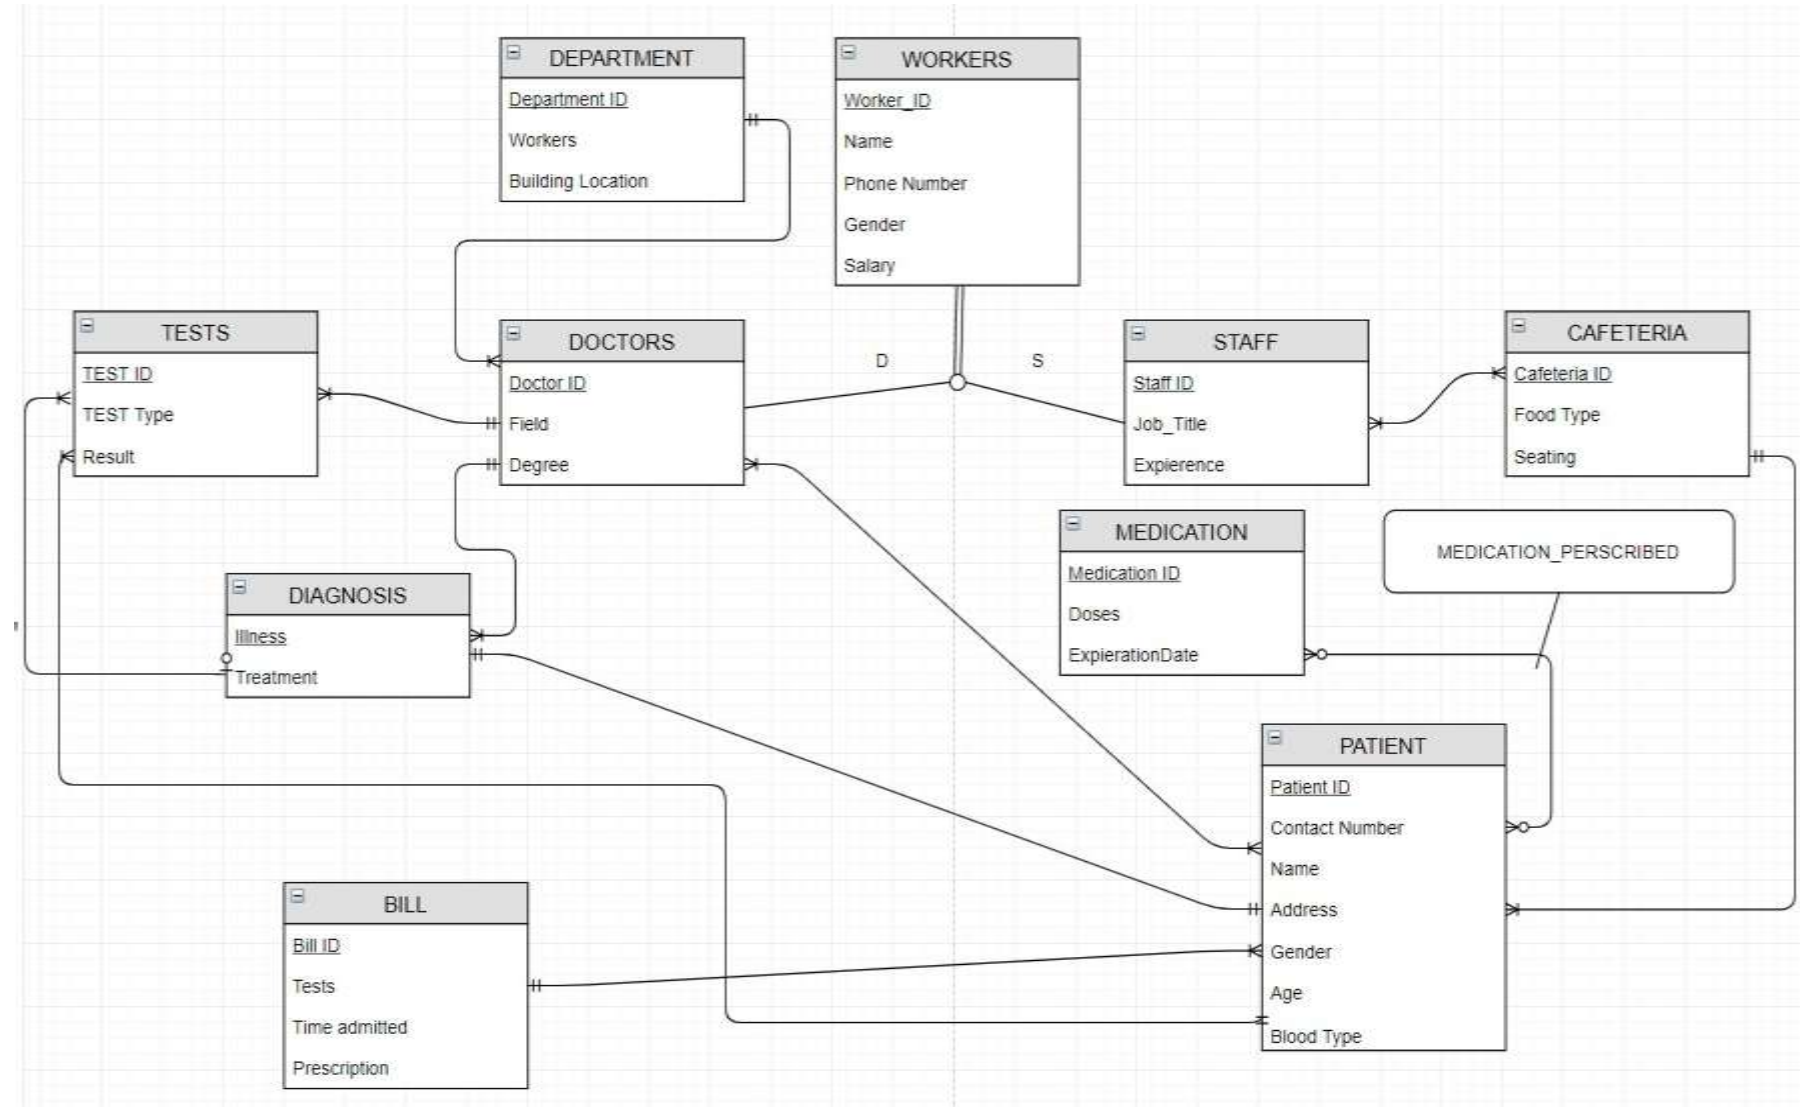 DEPARTMENT
Department ID
Workers
Building Location
WORKERS
Worker_ID
Name
Phone Number
Gender
Salary
TESTS
TEST ID
TEST Type
Result
DOCTORS
Doctor ID
Field
Degree
D
S
STAFF
Staff ID
Job_Title
Expierence
CAFETERIA
Cafeteria ID
Food Type
Seating
MEDICATION
Medication ID
Doses
ExpierationDate
MEDICATION_PERSCRIBED
DIAGNOSIS
Illness
Treatment
PATIENT
Patient ID
Contact Number
Name
Address
Gender
Age
Blood Type
BILL
Bill ID
Tests
Time admitted
Prescription